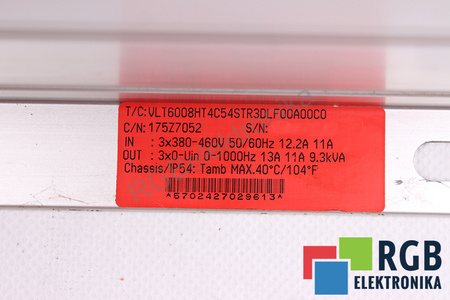 T/C:VLT6008HT4C54STR3DLF00A00C0
C/N:175Z7052 S/N:
IN : 3x380-460V 50/60Hz 12.2A 11A
OUT : 3x0-Uin 0-1000Hz 13A 11A 9.3kVA
Chassis/IP54: Tamb MAX.40°C/104°F
*5702427029613*
RGB
ELEKTRONIKA